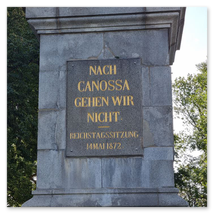 NACH
CANOSSA
GEHEN WIR
NICHT
REICHSTAGSSITZUNG
14 MAI 1872